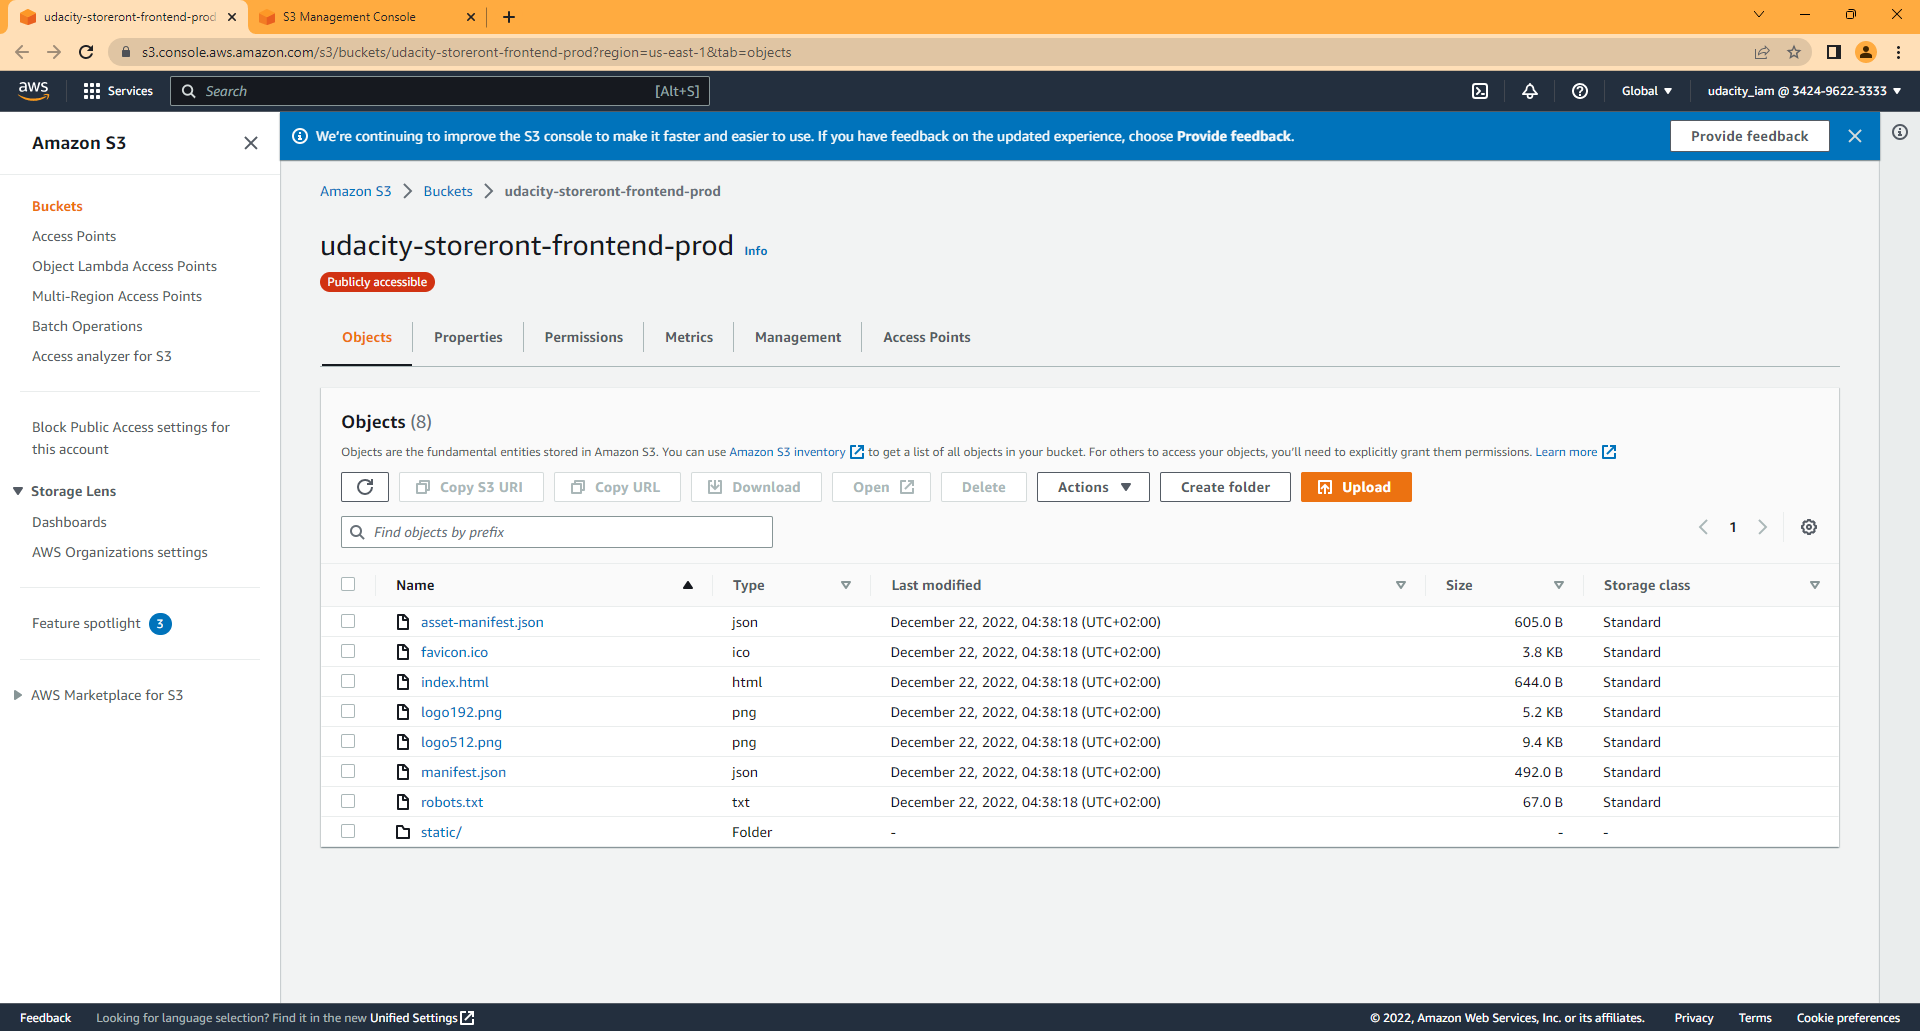 udacity-storeront-frontend-prod
S3 Management Console
s3.console.aws.amazon.com/s3/buckets/udacity-storeront-frontend-prod?region=us-east-1&tab=objects
aws
Services
Search
[Alt+S]
Global
udacity_iam @ 3424-9622-3333
Amazon S3
We're continuing to improve the S3 console to make it faster and easier to use. If you have feedback on the updated experience, choose Provide feedback.
Provide feedback
Buckets
Access Points
Object Lambda Access Points
Multi-Region Access Points
Batch Operations
Access analyzer for S3
Block Public Access settings for
this account
Storage Lens
Dashboards
AWS Organizations settings
Feature spotlight 3
AWS Marketplace for S3
Amazon S3 Buckets udacity-storeront-frontend-prod
udacity-storeront-frontend-prod Info
Publicly accessible
Objects Properties Permissions Metrics Management Access Points
Objects (8)
Objects are the fundamental entities stored in Amazon S3. You can use Amazon S3 inventory to get a list of all objects in your bucket. For others to access your objects, you'll need to explicitly grant them permissions. Learn more
Copy S3 URI Copy URL Download Open Delete Actions Create folder Upload
Find objects by prefix
1
Name Type Last modified Size Storage class
asset-manifest.json json December 22, 2022, 04:38:18 (UTC+02:00) 605.0 B Standard
favicon.ico ico December 22, 2022, 04:38:18 (UTC+02:00) 3.8 KB Standard
index.html html December 22, 2022, 04:38:18 (UTC+02:00) 644.0 B Standard
logo192.png png December 22, 2022, 04:38:18 (UTC+02:00) 5.2 KB Standard
logo512.png png December 22, 2022, 04:38:18 (UTC+02:00) 9.4 KB Standard
manifest.json json December 22, 2022, 04:38:18 (UTC+02:00) 492.0 B Standard
robots.txt txt December 22, 2022, 04:38:18 (UTC+02:00) 67.0 B Standard
static/ Folder - - -
Feedback Looking for language selection? Find it in the new Unified Settings © 2022, Amazon Web Services, Inc. or its affiliates. Privacy Terms Cookie preferences